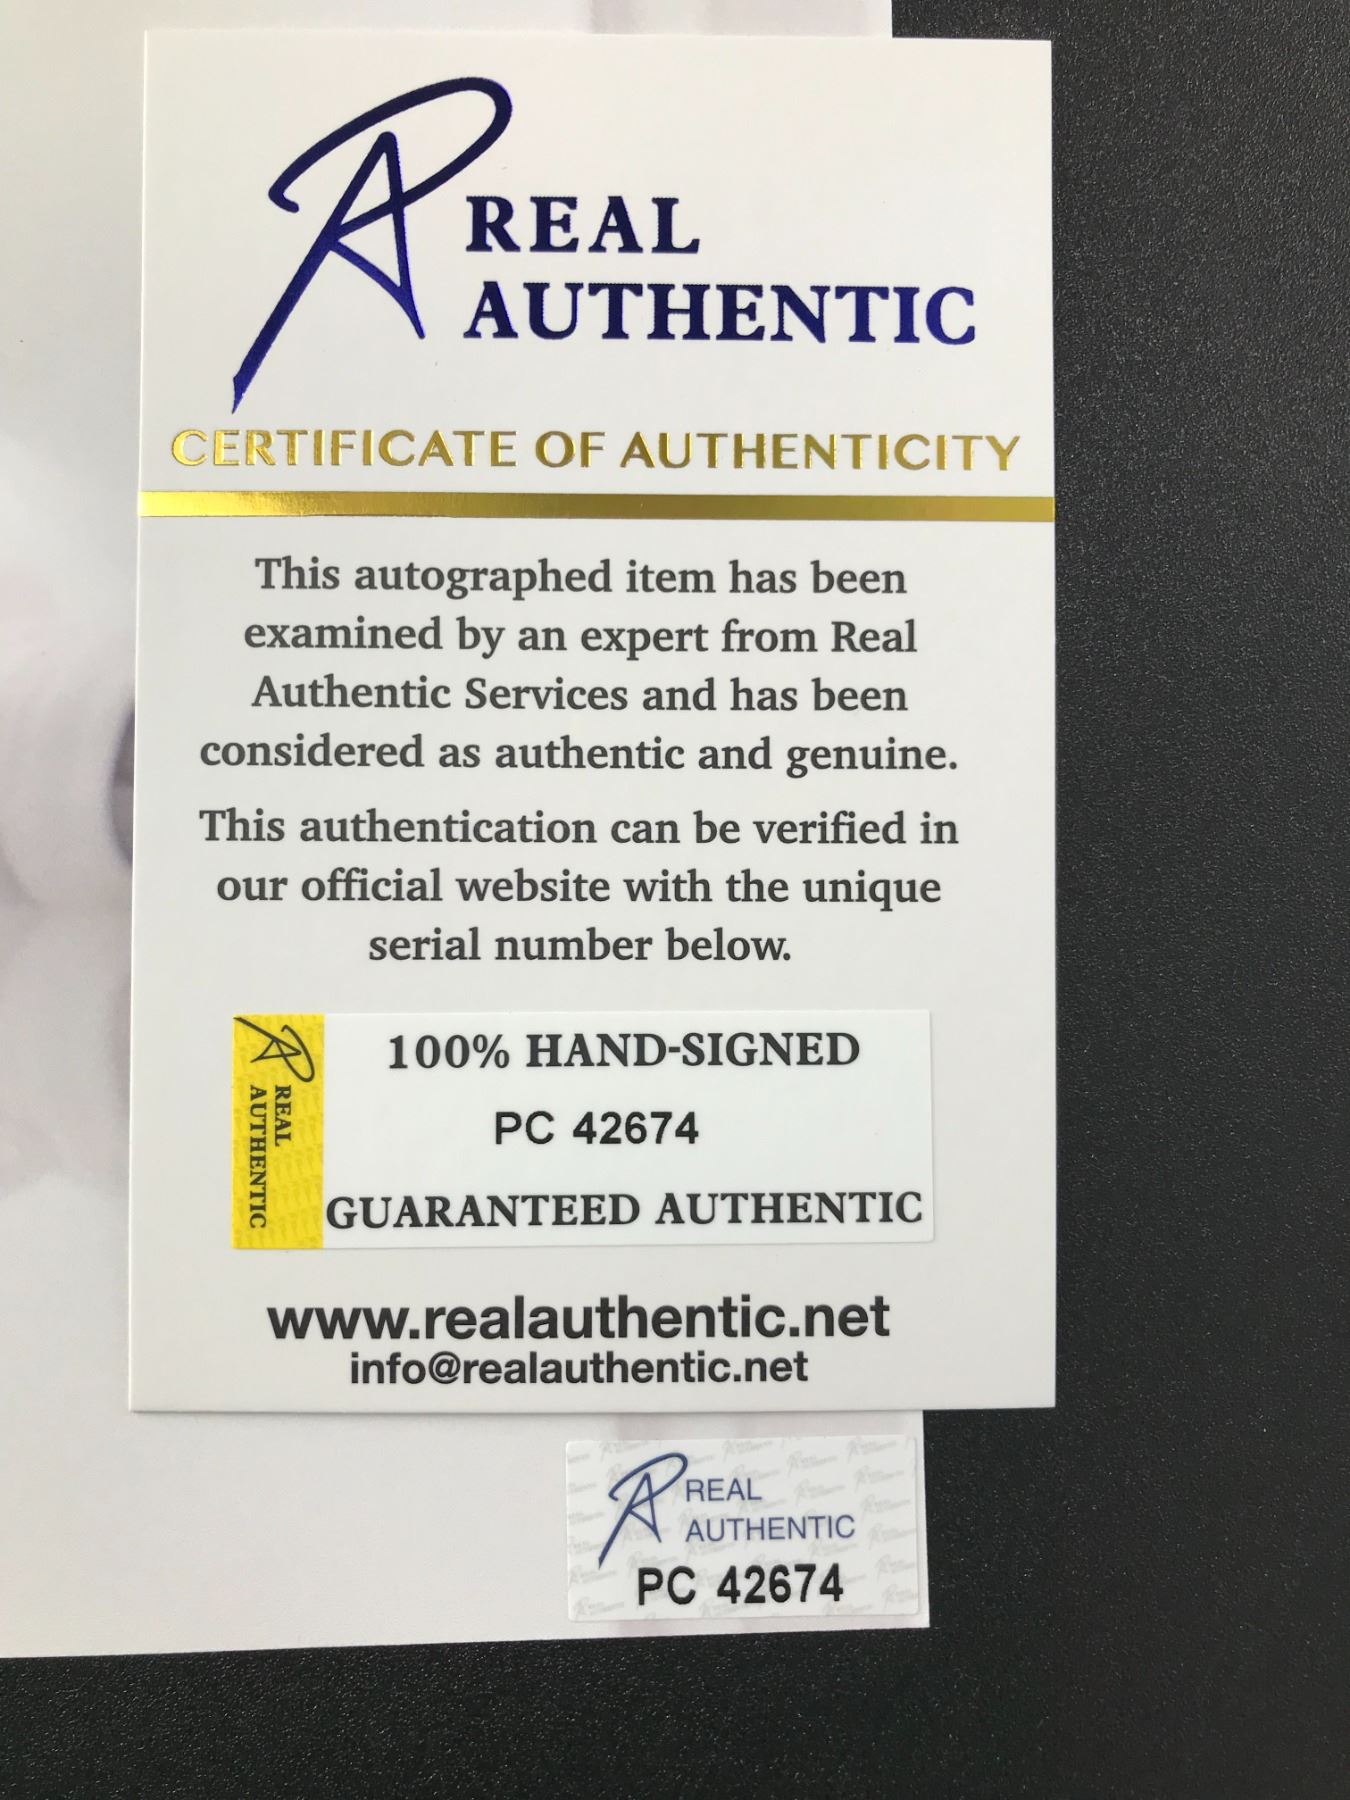 REAL
AUTHENTIC
CERTIFICATE OF AUTHENTICITY
This autographed item has been
examined by an expert from Real
Authentic Services and has been
considered as authentic and genuine.
This authentication can be verified in
our official website with the unique
serial number below.
REAL
AUTHENTIC
100% HAND-SIGNED
PC 42674
GUARANTEED AUTHENTIC
www.realauthentic.net
info@realauthentic.net
REAL
AUTHENTIC
PC 42674